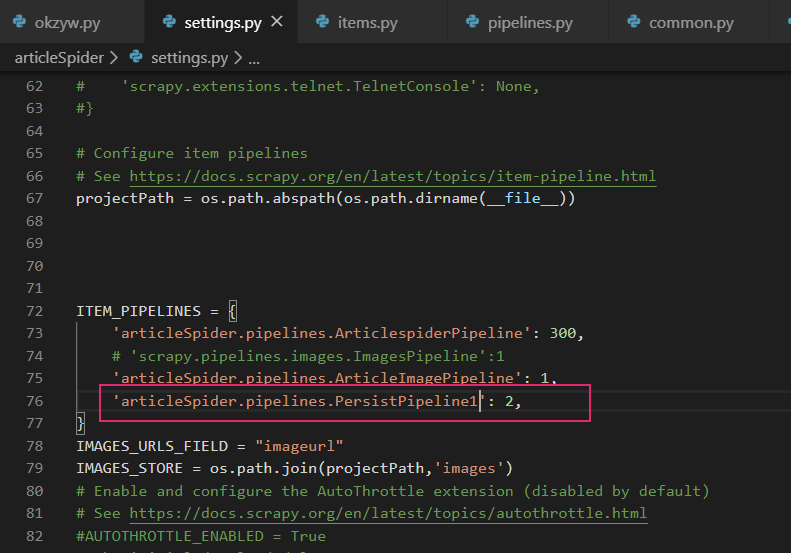 okzyw.py settings.py items.py pipelines.py common.py
articleSpider > settings.py > ...
62 #    'scrapy.extensions.telnet.TelnetConsole': None,
63 #}
64
65 # Configure item pipelines
66 # See https://docs.scrapy.org/en/latest/topics/item-pipeline.html
67 projectPath = os.path.abspath(os.path.dirname(__file__))
68
69
70
71
72 ITEM_PIPELINES = {
73     'articleSpider.pipelines.ArticlespiderPipeline': 300,
74     # 'scrapy.pipelines.images.ImagesPipeline':1
75     'articleSpider.pipelines.ArticleImagePipeline': 1,
76     'articleSpider.pipelines.PersistPipeline1': 2,
77 }
78 IMAGES_URLS_FIELD = "imageurl"
79 IMAGES_STORE = os.path.join(projectPath,'images')
80 # Enable and configure the AutoThrottle extension (disabled by default)
81 # See https://docs.scrapy.org/en/latest/topics/autothrottle.html
82 #AUTOTHROTTLE_ENABLED = True